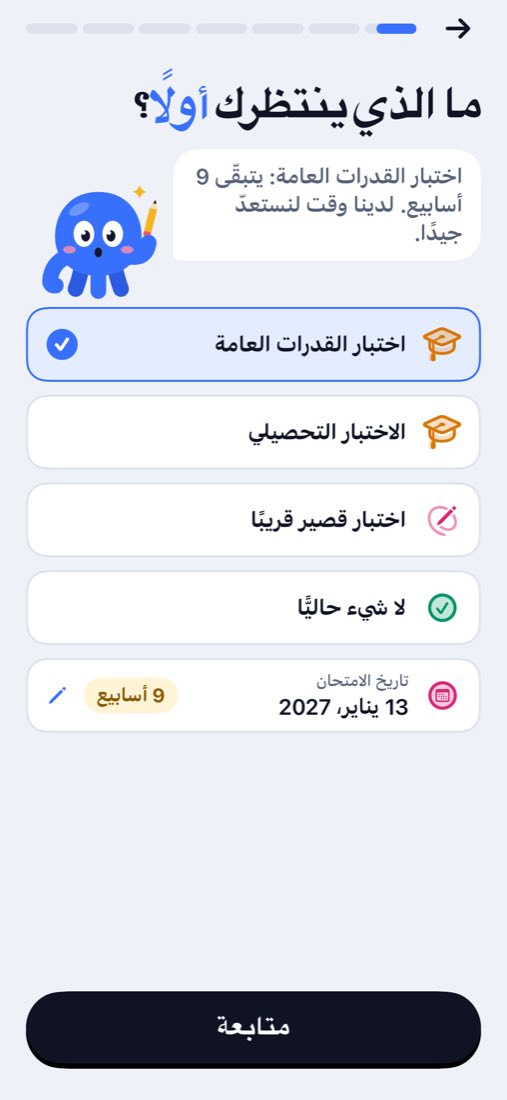 ما الذي ينتظرك أولًا؟
اختبار القدرات العامة: يتبقّى 9
أسابيع. لدينا وقت لنستعدّ
جيدًا.
اختبار القدرات العامة
الاختبار التحصيلي
اختبار قصير قريبًا
لا شيء حاليًّا
تاريخ الامتحان
13 يناير، 2027
9 أسابيع
متابعة